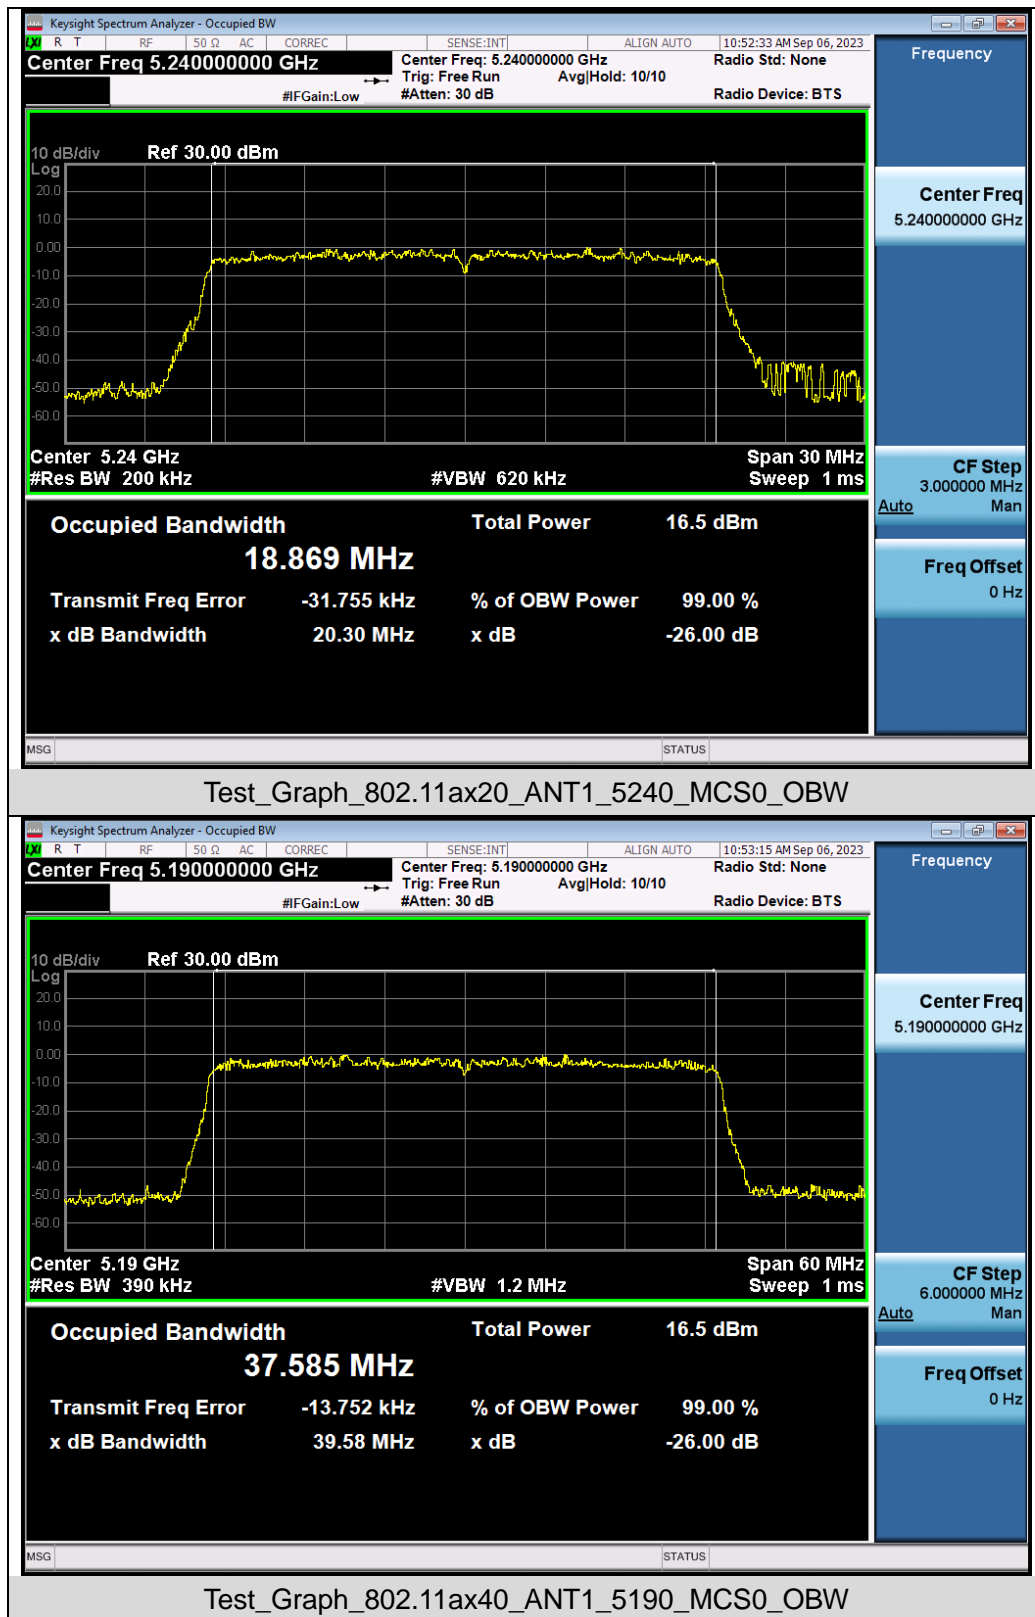 Keysight Spectrum Analyzer - Occupied BW
LXI R T RF 50 Ω AC CORREC SENSE:INT ALIGN AUTO 10:52:33 AM Sep 06, 2023
Center Freq 5.240000000 GHz Center Freq: 5.240000000 GHz Radio Std: None
Trig: Free Run Avg|Hold: 10/10
#IFGain:Low #Atten: 30 dB Radio Device: BTS
Frequency
10 dB/div Ref 30.00 dBm
Log
20.0
10.0
0.00
-10.0
-20.0
-30.0
-40.0
-50.0
-60.0
Center 5.24 GHz Span 30 MHz
#Res BW 200 kHz #VBW 620 kHz Sweep 1 ms
Center Freq
5.240000000 GHz
CF Step
3.000000 MHz
Auto Man
Freq Offset
0 Hz
Occupied Bandwidth Total Power 16.5 dBm
18.869 MHz
Transmit Freq Error -31.755 kHz % of OBW Power 99.00 %
x dB Bandwidth 20.30 MHz x dB -26.00 dB
MSG STATUS
Test_Graph_802.11ax20_ANT1_5240_MCS0_OBW
Keysight Spectrum Analyzer - Occupied BW
LXI R T RF 50 Ω AC CORREC SENSE:INT ALIGN AUTO 10:53:15 AM Sep 06, 2023
Center Freq 5.190000000 GHz Center Freq: 5.190000000 GHz Radio Std: None
Trig: Free Run Avg|Hold: 10/10
#IFGain:Low #Atten: 30 dB Radio Device: BTS
Frequency
10 dB/div Ref 30.00 dBm
Log
20.0
10.0
0.00
-10.0
-20.0
-30.0
-40.0
-50.0
-60.0
Center 5.19 GHz Span 60 MHz
#Res BW 390 kHz #VBW 1.2 MHz Sweep 1 ms
Center Freq
5.190000000 GHz
CF Step
6.000000 MHz
Auto Man
Freq Offset
0 Hz
Occupied Bandwidth Total Power 16.5 dBm
37.585 MHz
Transmit Freq Error -13.752 kHz % of OBW Power 99.00 %
x dB Bandwidth 39.58 MHz x dB -26.00 dB
MSG STATUS
Test_Graph_802.11ax40_ANT1_5190_MCS0_OBW